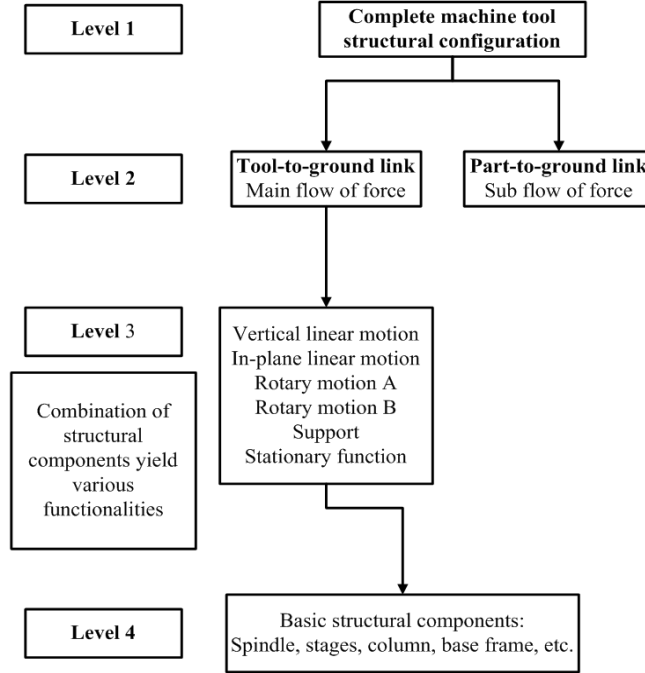 Level 1
Complete machine tool
structural configuration
Level 2
Tool-to-ground link
Main flow of force
Part-to-ground link
Sub flow of force
Level 3
Vertical linear motion
In-plane linear motion
Rotary motion A
Rotary motion B
Support
Stationary function
Combination of
structural
components yield
various
functionalities
Level 4
Basic structural components:
Spindle, stages, column, base frame, etc.